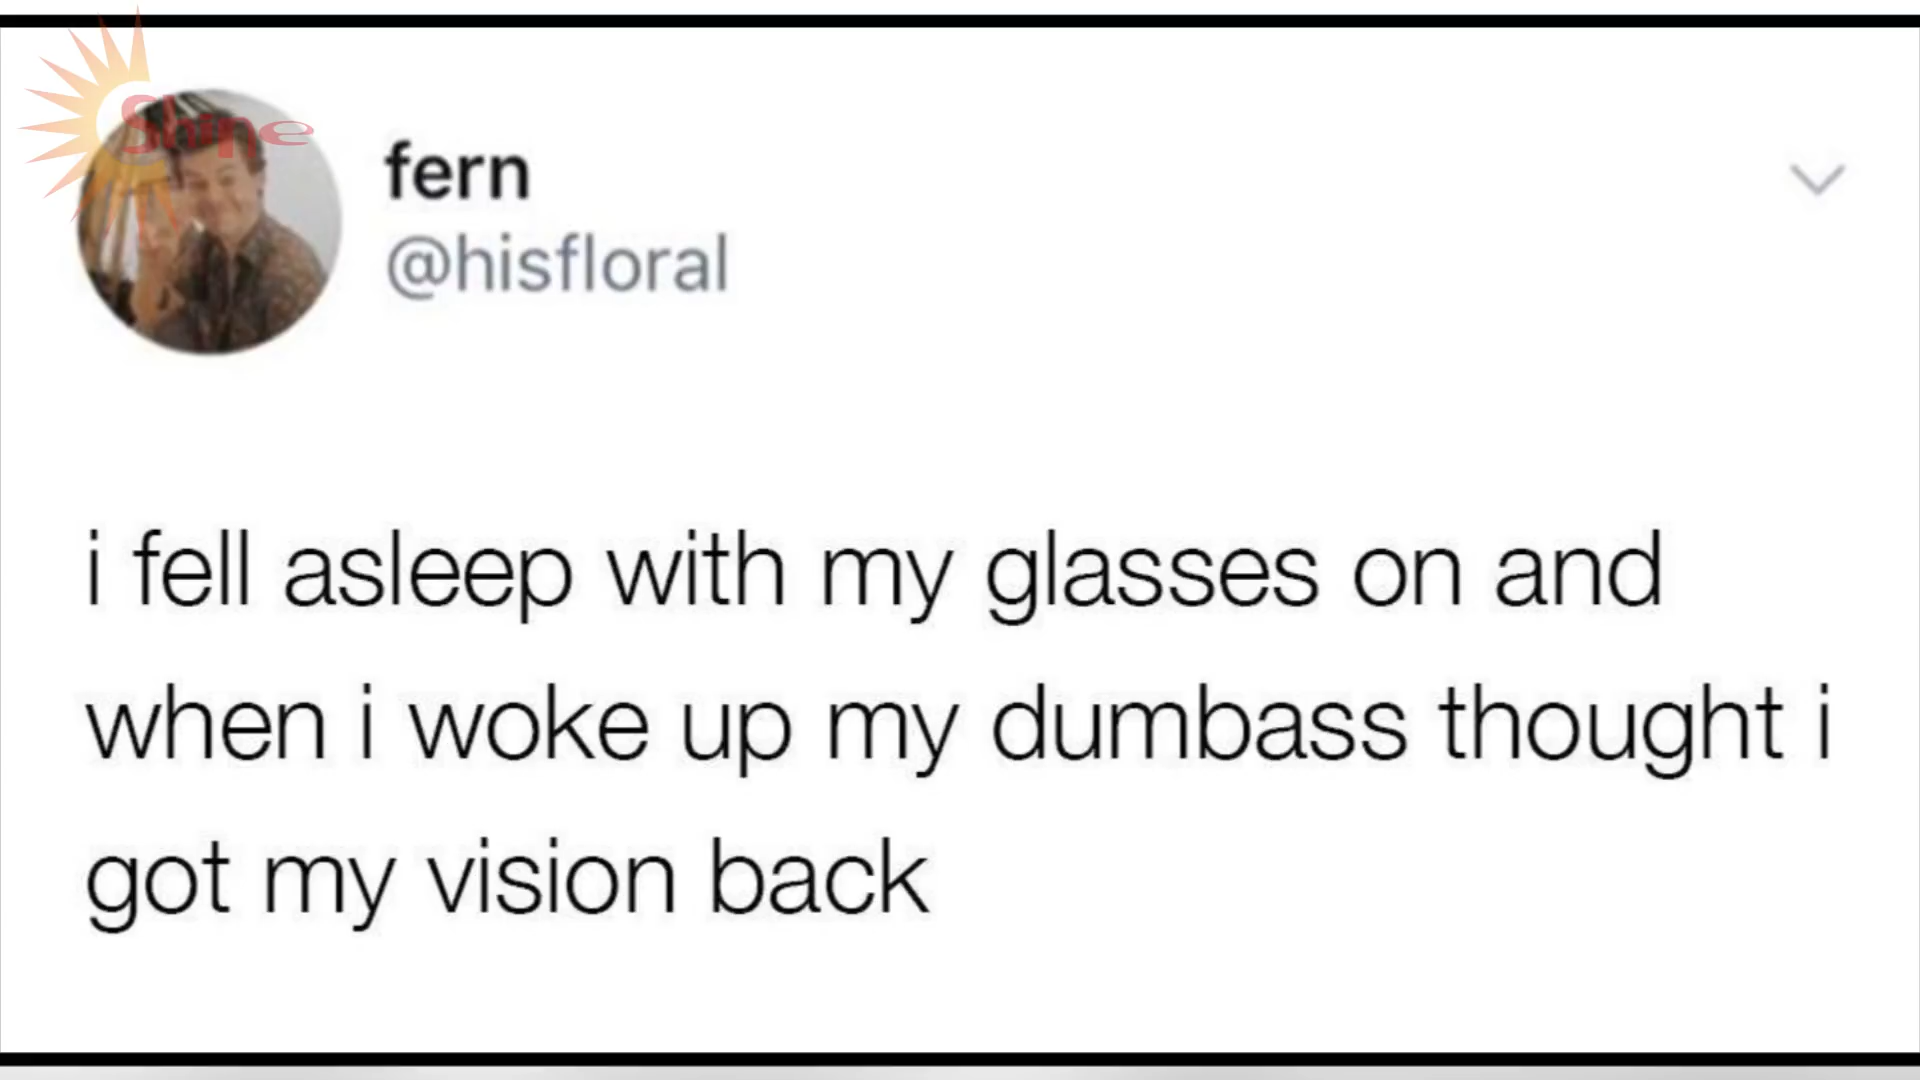 Shine
fern
@hisfloral
i fell asleep with my glasses on and
when i woke up my dumbass thought i
got my vision back